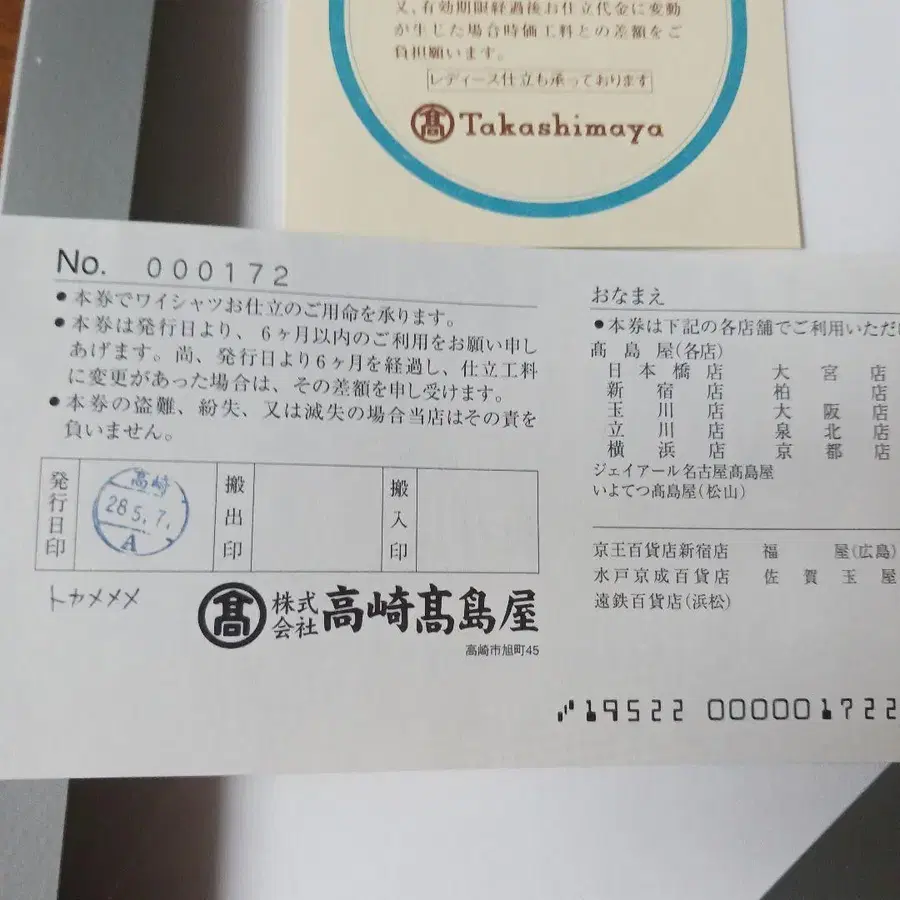 又、有効期限経過後お仕立代金に変動
が生じた場合時価工料との差額をご
負担願います。
レディース仕立も承っております
髙 Takashimaya
No. 000172
●本券でワイシャツお仕立のご用命を承ります。
●本券は発行日より、6ヶ月以内のご利用をお願い申し
あげます。尚、発行日より6ヶ月を経過し、仕立工料
に変更があった場合は、その差額を申し受けます。
●本券の盗難、紛失、又は滅失の場合当店はその責を
負いません。
発行日印
高崎
28.5.7.
A
搬出印
搬入印
トヤメメメ
髙 株式会社 高崎髙島屋
高崎市旭町45
おなまえ
●本券は下記の各店舗でご利用いただけ
髙島屋(各店)
日本橋店 大宮店
新宿店 柏店
玉川店 大阪店
立川店 泉北店
横浜店 京都店
ジェイアール名古屋髙島屋
いよてつ髙島屋(松山)
京王百貨店新宿店 福屋(広島)
水戸京成百貨店 佐賀玉屋
遠鉄百貨店(浜松)
19522 000001722